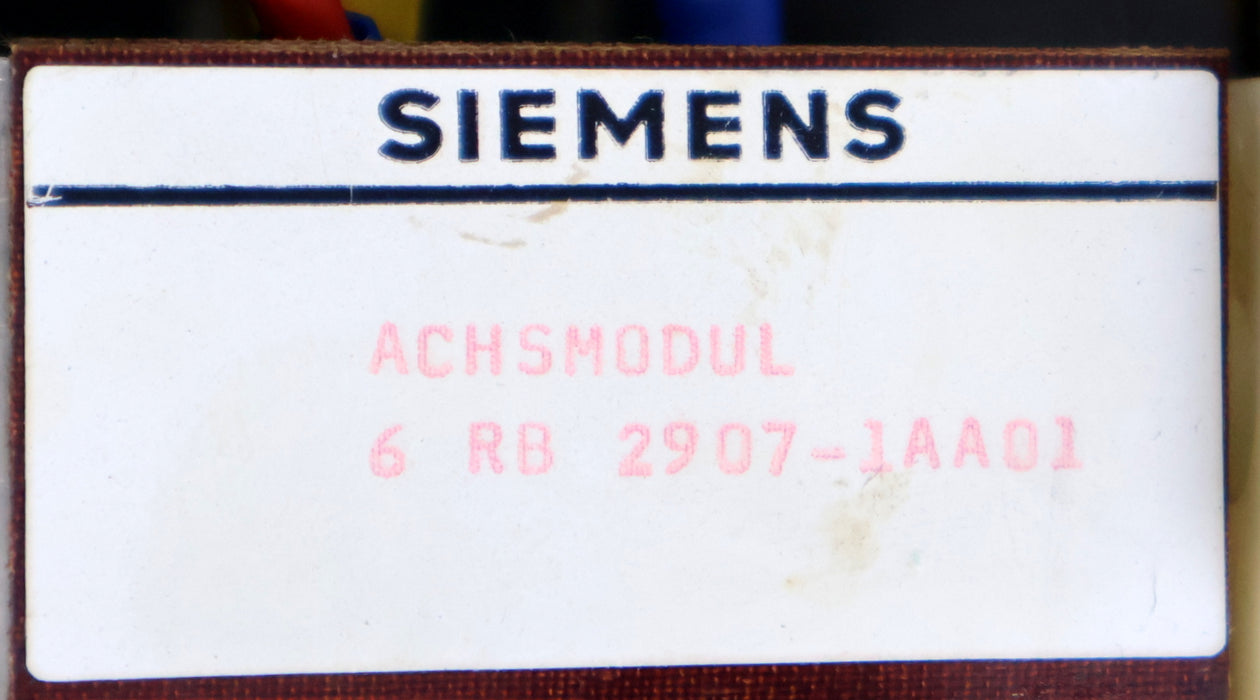 SIEMENS
ACHSMODUL
6 RB 2907-1AA01